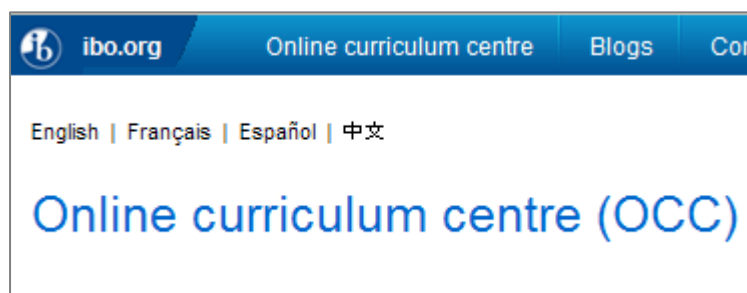 ibo.org Online curriculum centre Blogs
English | Français | Español | 中文
Online curriculum centre (OCC)